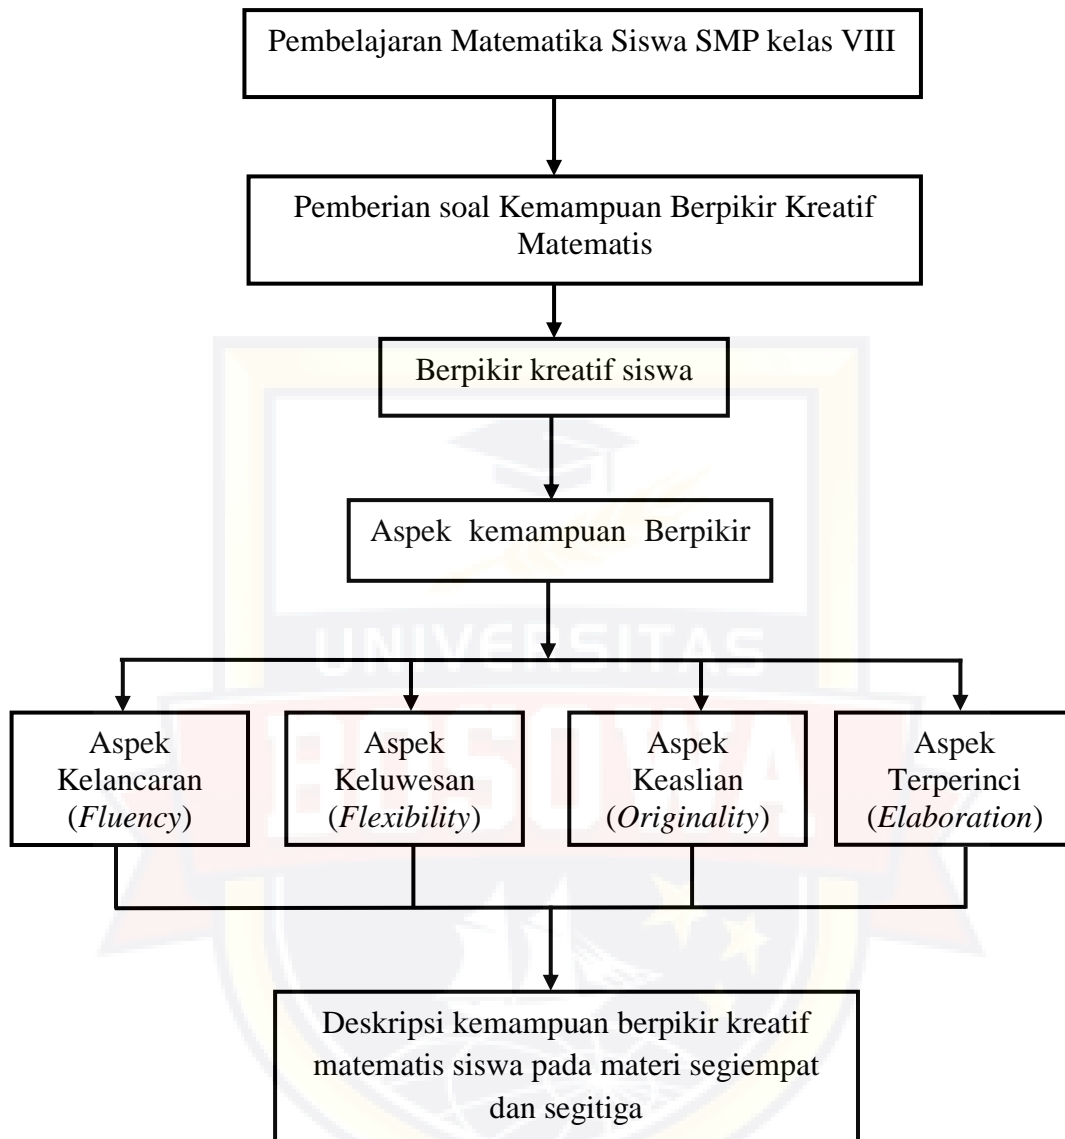 Pembelajaran Matematika Siswa SMP kelas VIII
Pemberian soal Kemampuan Berpikir Kreatif
Matematis
Berpikir kreatif siswa
Aspek kemampuan Berpikir
UNIVERSITAS
BOSOWA
Aspek
Kelancaran
(Fluency)
Aspek
Keluwesan
(Flexibility)
Aspek
Keaslian
(Originality)
Aspek
Terperinci
(Elaboration)
Deskripsi kemampuan berpikir kreatif
matematis siswa pada materi segiempat
dan segitiga